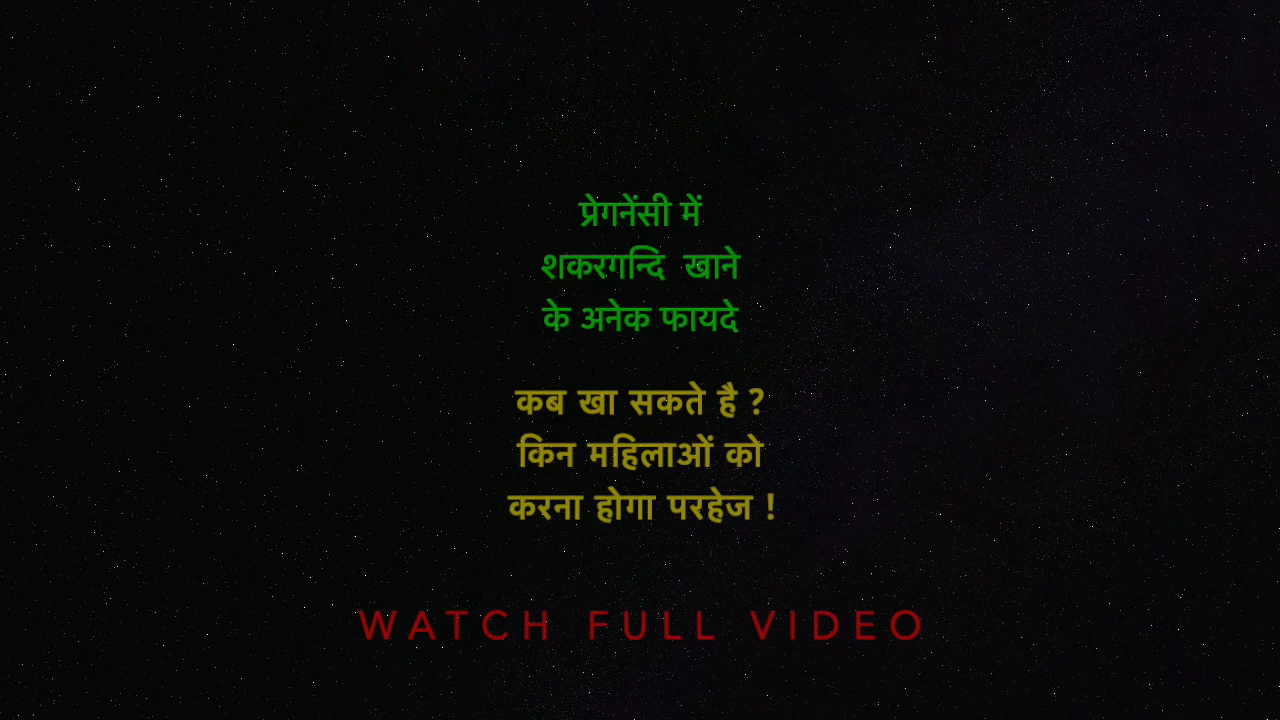 प्रेगनेंसी में
शकरगन्दि खाने
के अनेक फायदे
कब खा सकते है ?
किन महिलाओं को
करना होगा परहेज !
WATCH FULL VIDEO